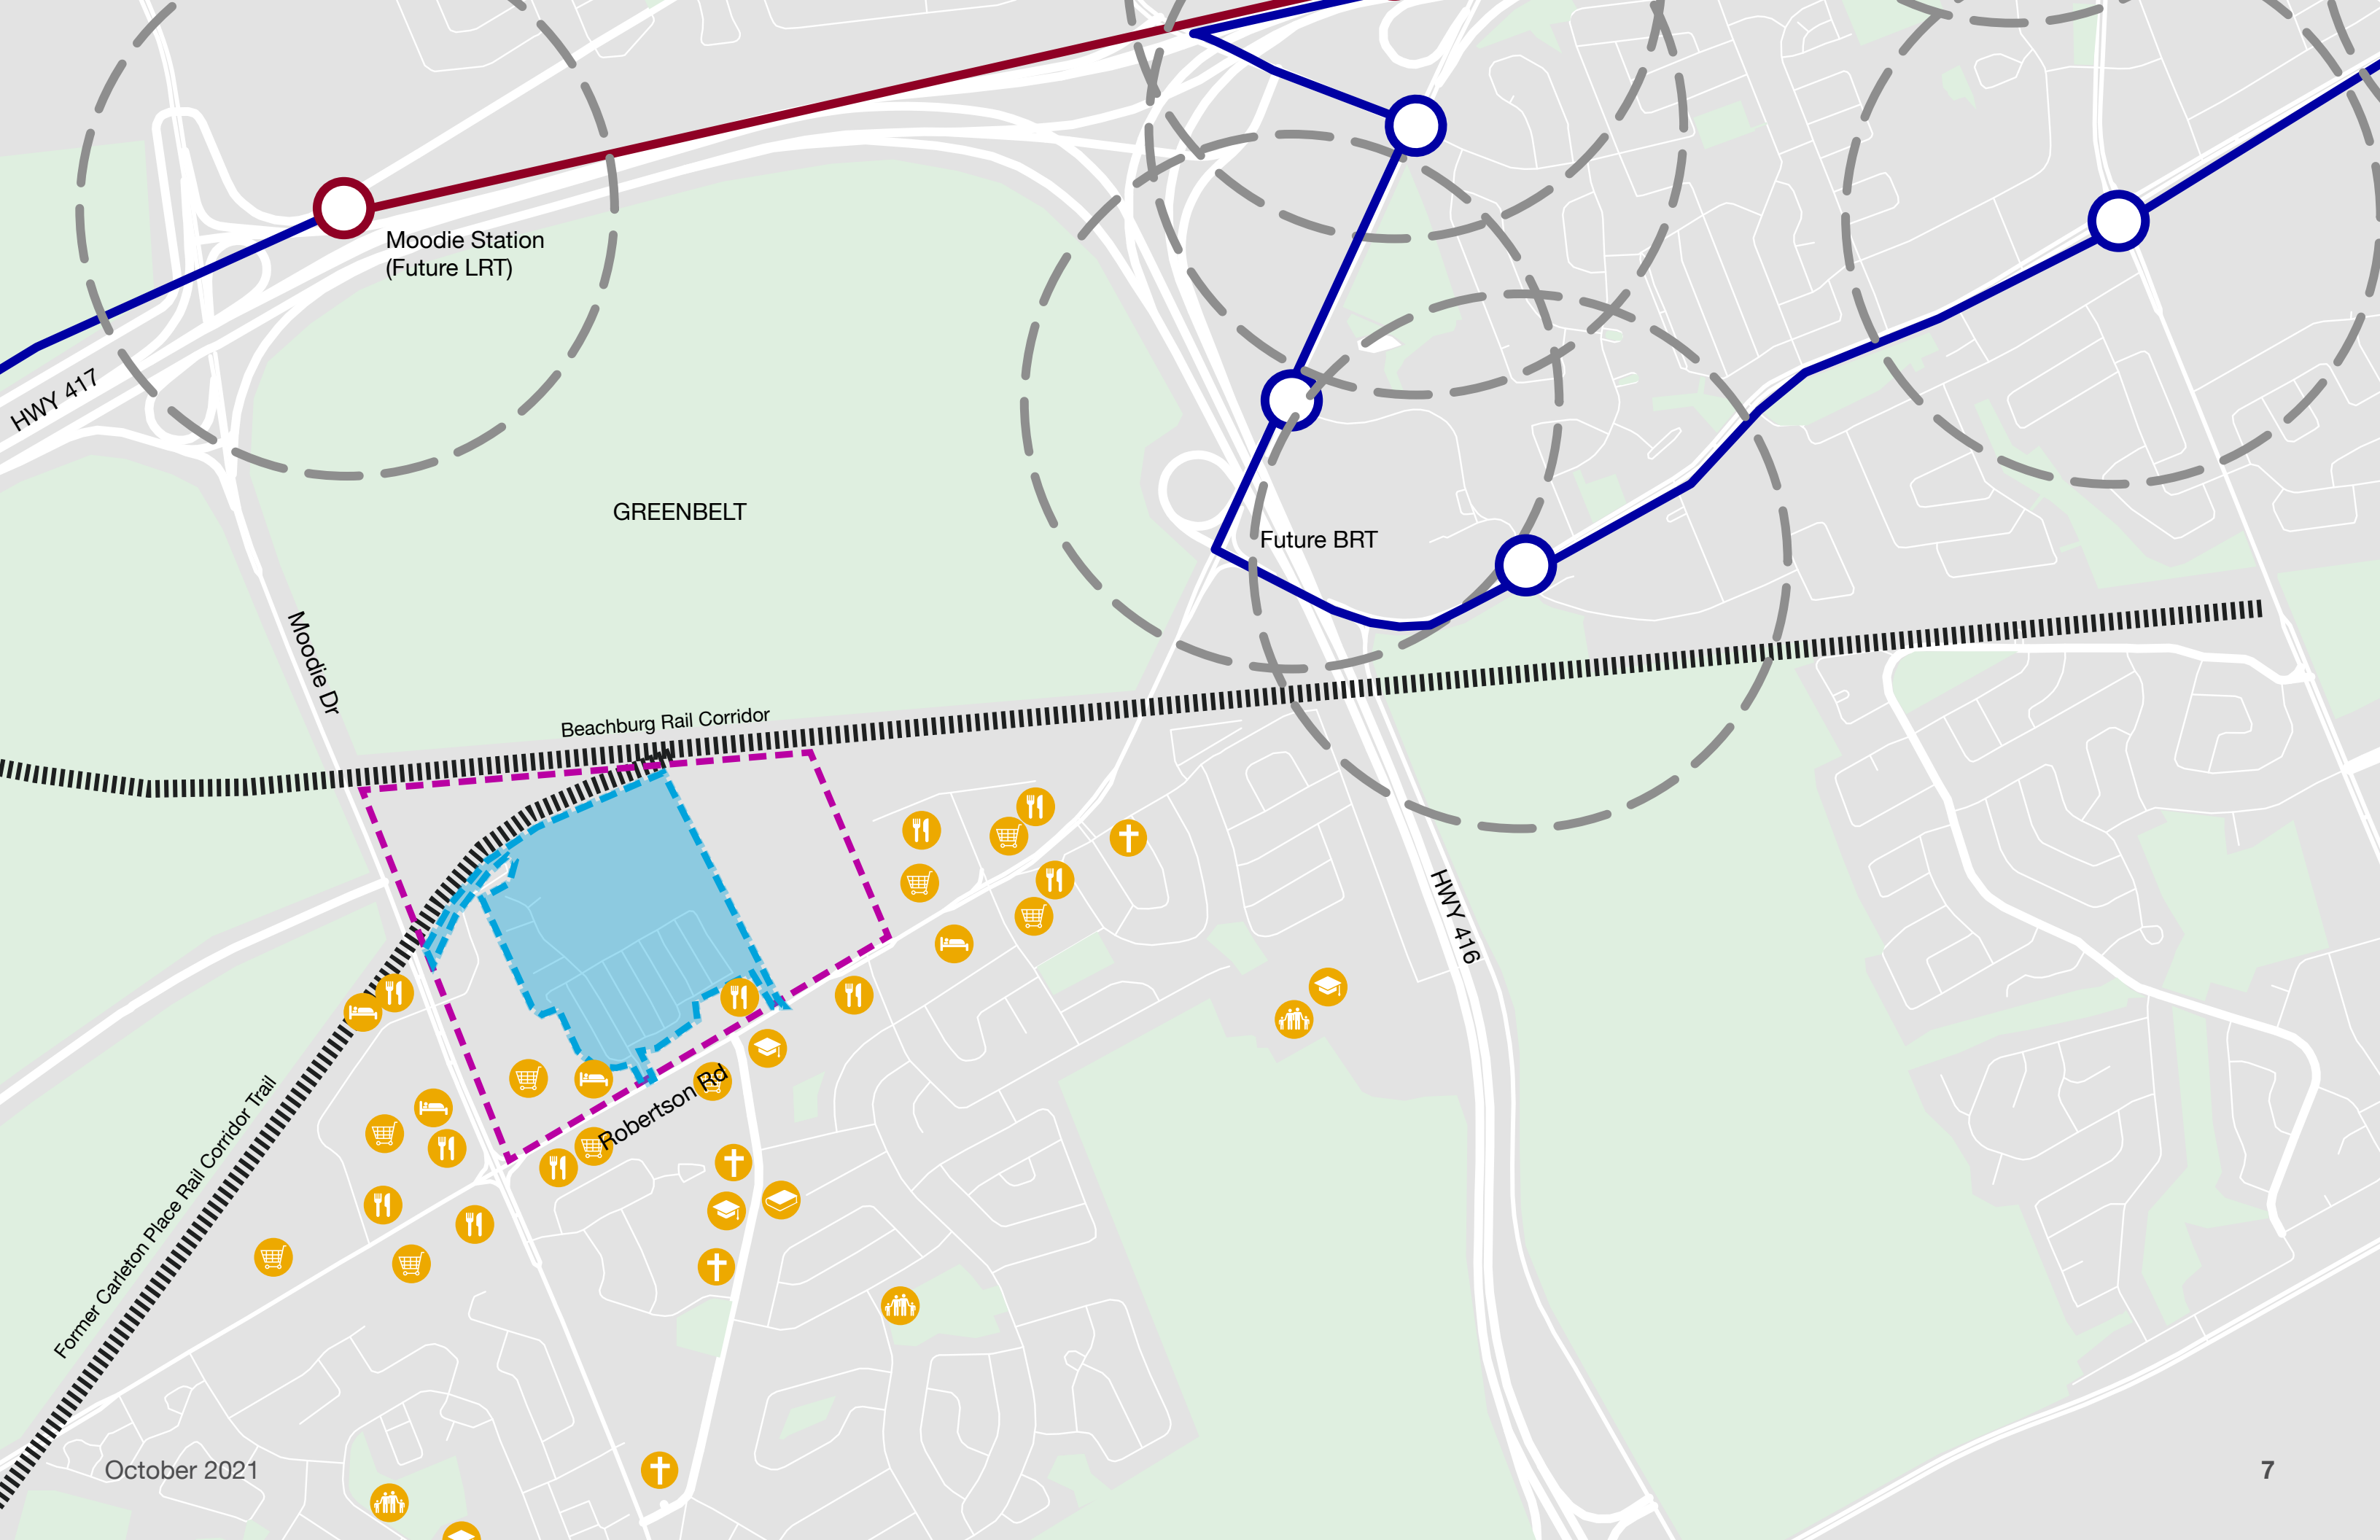 Moodie Station
(Future LRT)
HWY 417
GREENBELT
Future BRT
Moodie Dr
Beachburg Rail Corridor
HWY 416
Robertson Rd
Former Carleton Place Rail Corridor Trail
October 2021
7